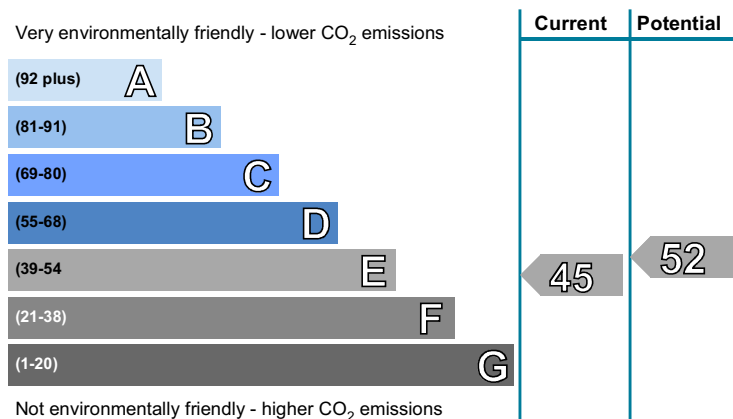 Current Potential
Very environmentally friendly - lower CO2 emissions
(92 plus) A
(81-91) B
(69-80) C
(55-68) D
(39-54 E
45 52
(21-38) F
(1-20) G
Not environmentally friendly - higher CO2 emissions